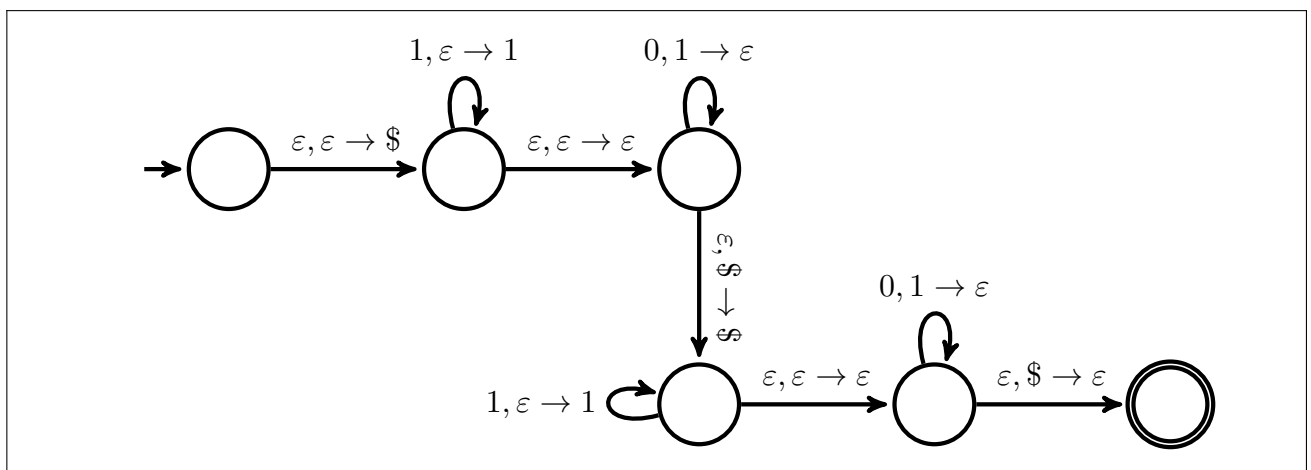 1, ε → 1
0, 1 → ε
ε, ε → $
ε, ε → ε
ε, $ → $
0, 1 → ε
1, ε → 1
ε, ε → ε
ε, $ → ε